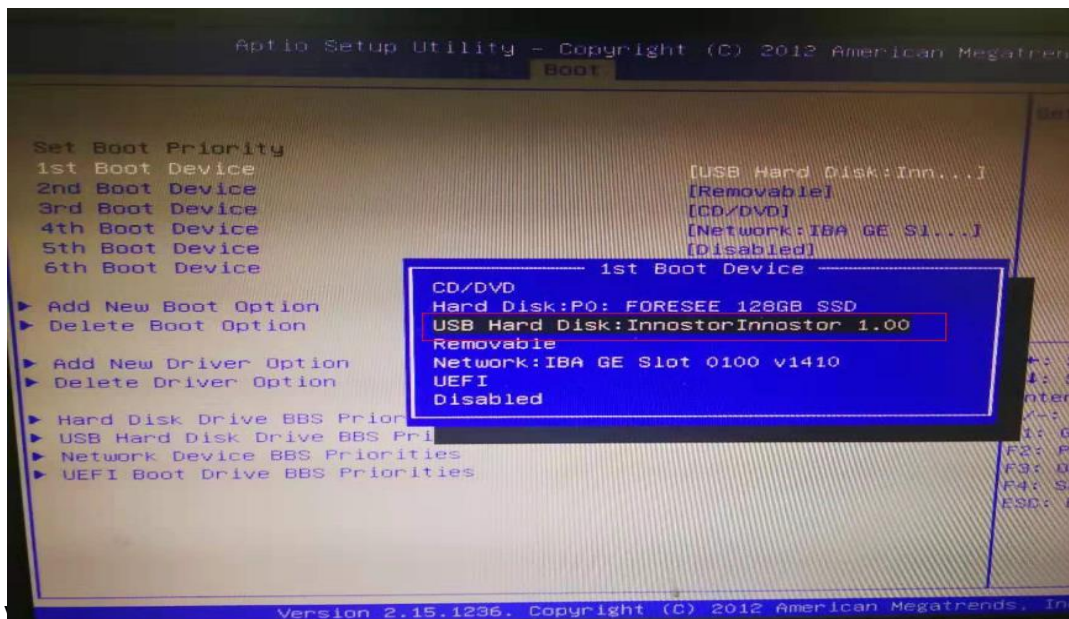 Aptio Setup Utility - Copyright (C) 2012 American Megatren
Boot
Set Boot Priority
1st Boot Device [USB Hard Disk:Inn...]
2nd Boot Device [Removable]
3rd Boot Device [CD/DVD]
4th Boot Device [Network:IBA GE Sl...]
5th Boot Device [Disabled]
6th Boot Device
1st Boot Device
CD/DVD
Hard Disk:P0: FORESEE 128GB SSD
USB Hard Disk:InnostorInnostor 1.00
Removable
Network:IBA GE Slot 0100 v1410
UEFI
Disabled
► Add New Boot Option
► Delete Boot Option
► Add New Driver Option
► Delete Driver Option
► Hard Disk Drive BBS Prior
► USB Hard Disk Drive BBS Pri
► Network Device BBS Priorities
► UEFI Boot Drive BBS Priorities
F2: P
F4: S
ESC:
Version 2.15.1236. Copyright (C) 2012 American Megatrends, In